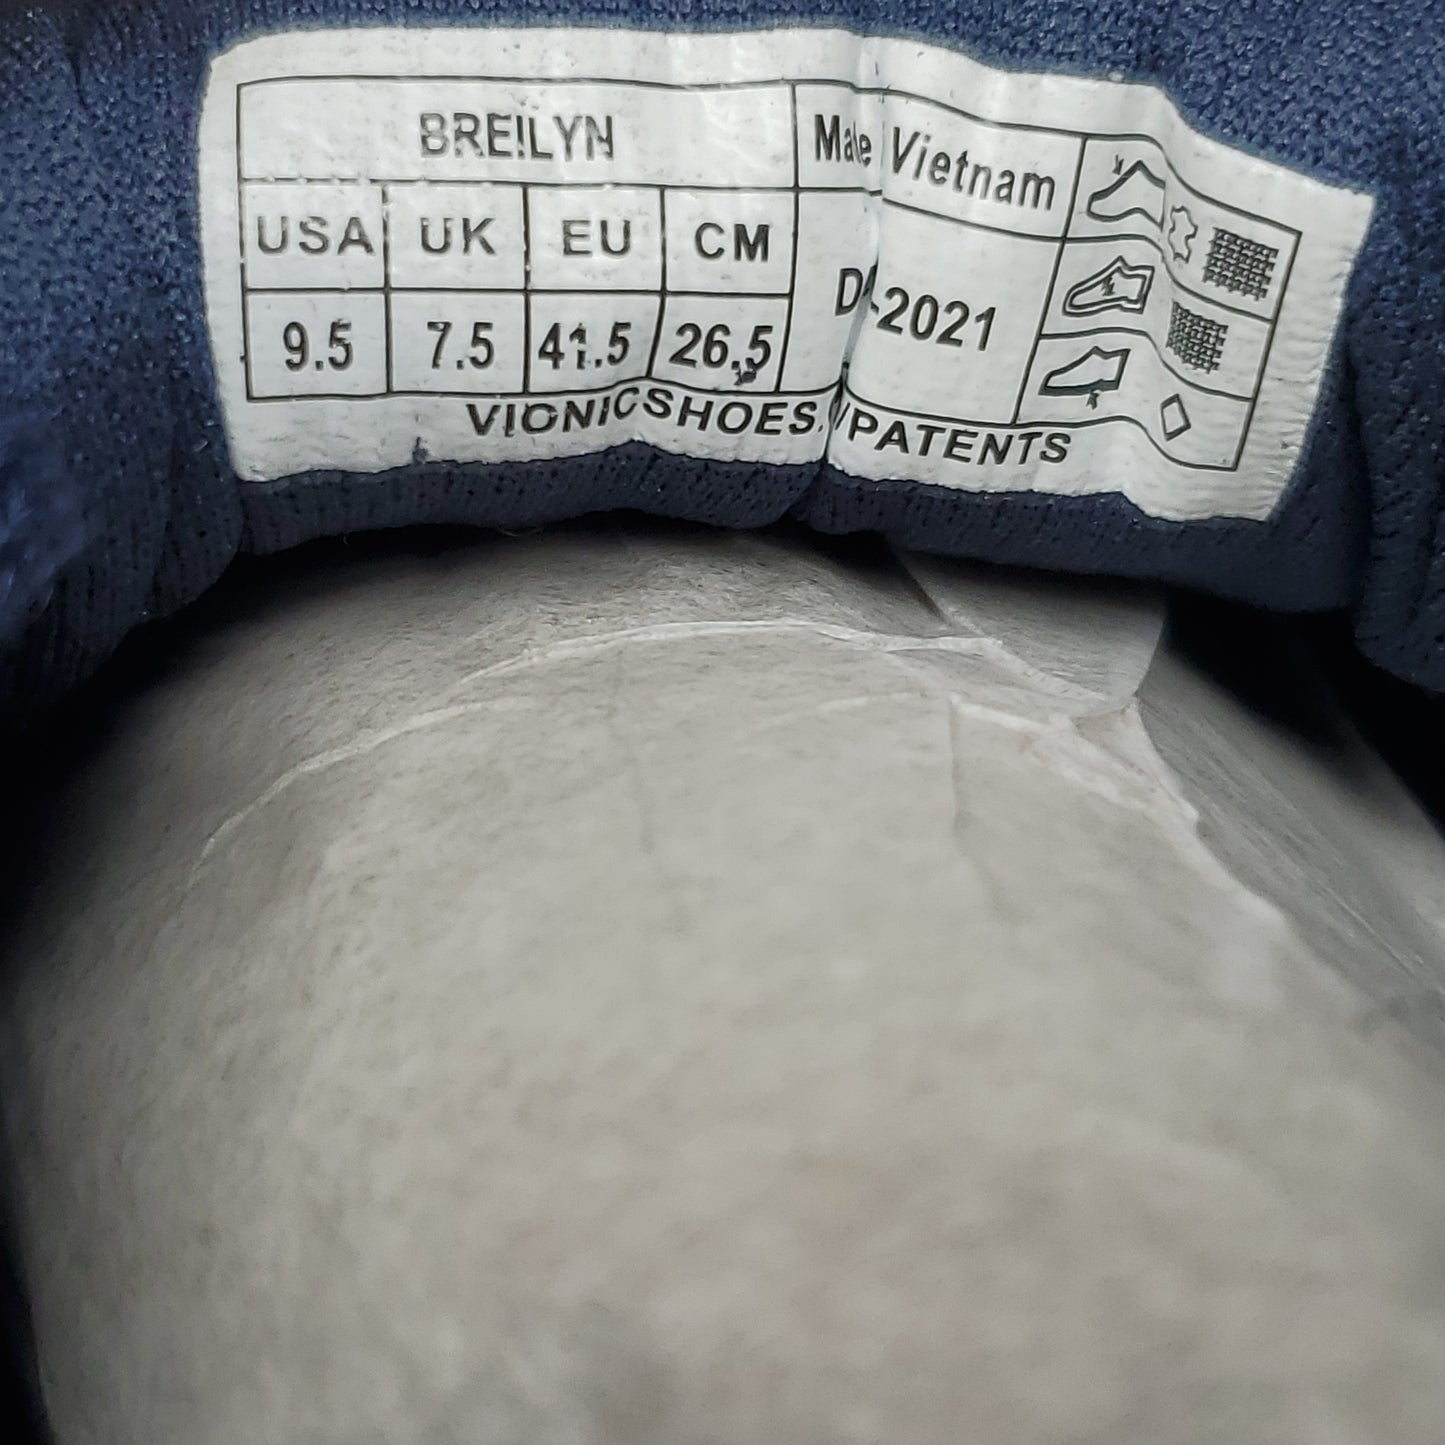 BREILYN
Made Vietnam
USA UK EU CM
9.5 7.5 41.5 26.5
-2021
VIONICSHOES. /PATENTS